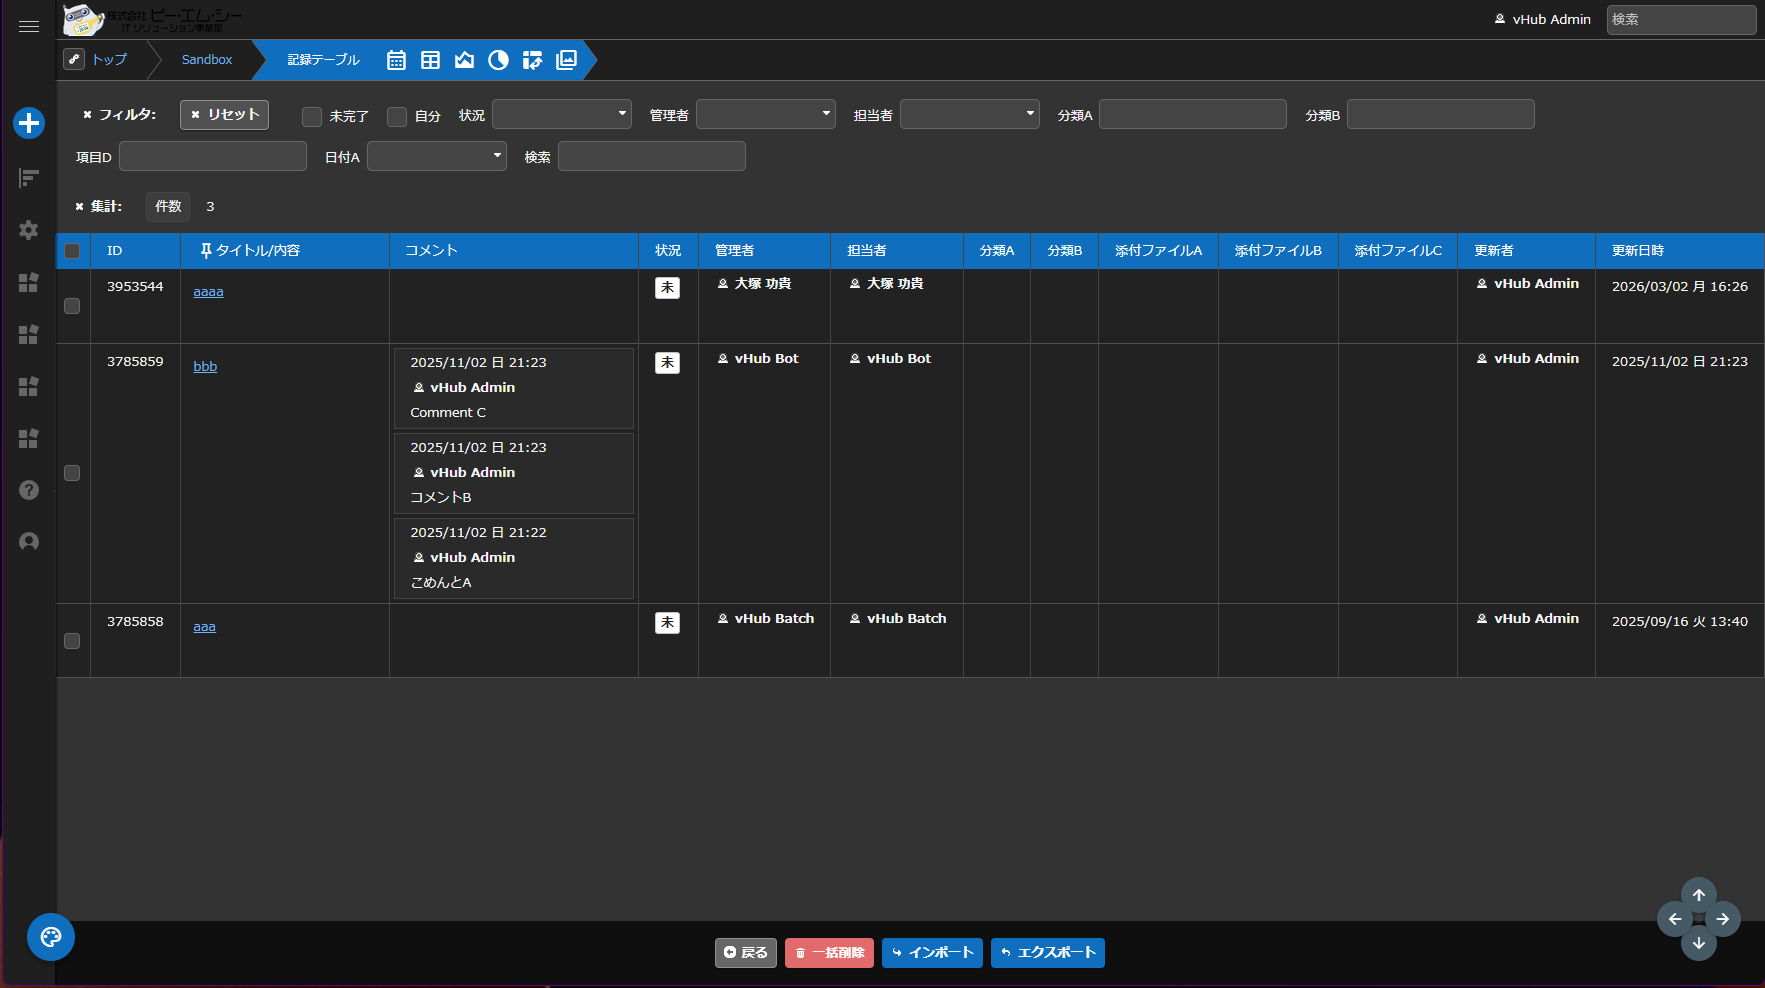 株式会社 ピー・エム・シー
ITソリューション事業部
vHub Admin
検索
トップ
Sandbox
記録テーブル
フィルタ:
リセット
未完了
自分
状況
管理者
担当者
分類A
分類B
項目D
日付A
検索
集計:
件数
3
ID タイトル/内容 コメント 状況 管理者 担当者 分類A 分類B 添付ファイルA 添付ファイルB 添付ファイルC 更新者 更新日時
3953544 aaaa 未 大塚 功貴 大塚 功貴 vHub Admin 2026/03/02 月 16:26
3785859 bbb 未 vHub Bot vHub Bot vHub Admin 2025/11/02 日 21:23
2025/11/02 日 21:23
vHub Admin
Comment C
2025/11/02 日 21:23
vHub Admin
コメントB
2025/11/02 日 21:22
vHub Admin
こめんとA
3785858 aaa 未 vHub Batch vHub Batch vHub Admin 2025/09/16 火 13:40
戻る
一括削除
インポート
エクスポート